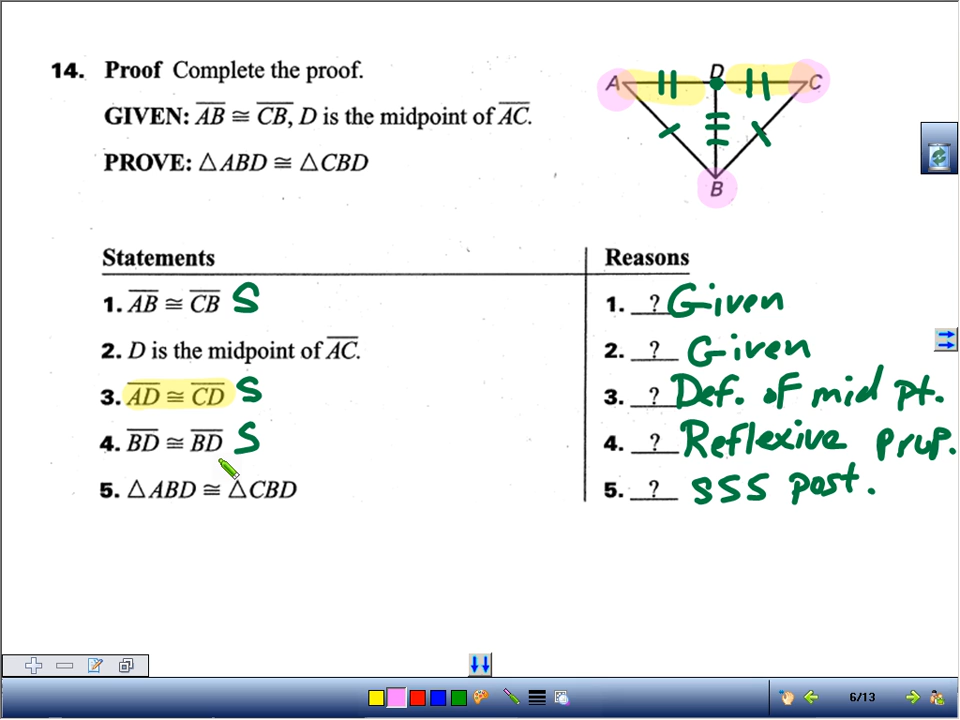 14. Proof Complete the proof.
GIVEN: AB ≅ CB, D is the midpoint of AC.
PROVE: △ABD ≅ △CBD
A D C
B
Statements Reasons
1. AB ≅ CB S 1. ? Given
2. D is the midpoint of AC. 2. ? Given
3. AD ≅ CD S 3. ? Def. of mid pt.
4. BD ≅ BD S 4. ? Reflexive prop.
5. △ABD ≅ △CBD 5. ? SSS post.
6/13